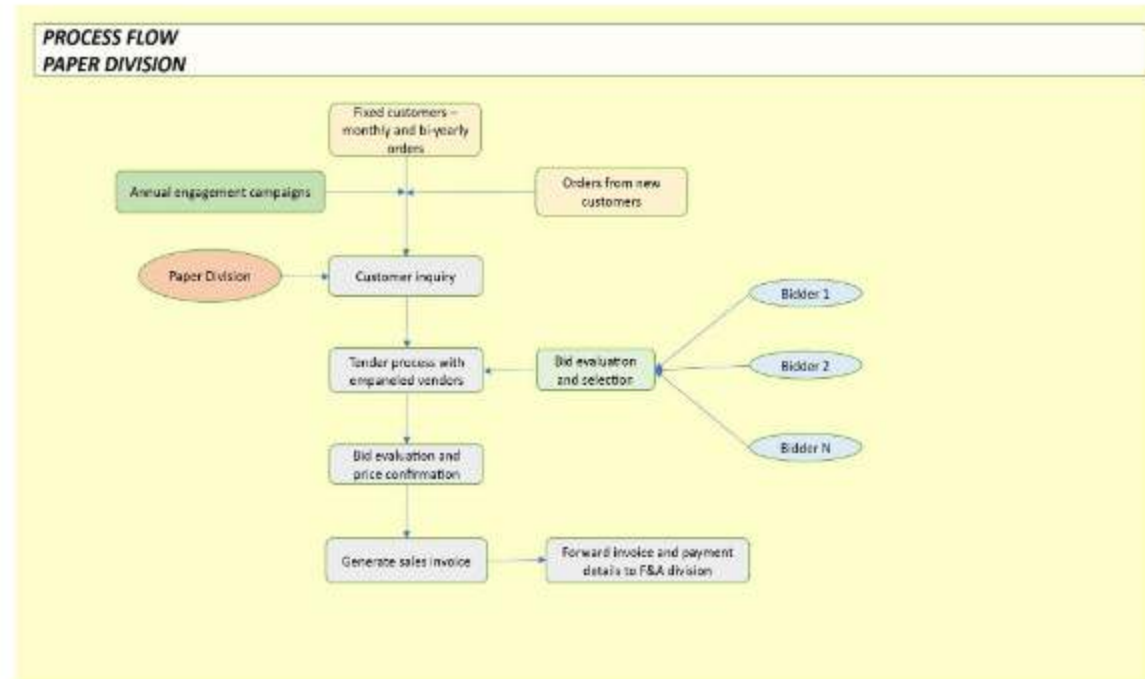 PROCESS FLOW
PAPER DIVISION
Fixed customers –
monthly and bi-yearly
orders
Annual engagement campaigns
Orders from new
customers
Paper Division
Customer inquiry
Bidder 1
Tender process with
empaneled vendors
Bid evaluation
and selection
Bidder 2
Bidder N
Bid evaluation and
price confirmation
Generate sales invoice
Forward invoice and payment
details to F&A division